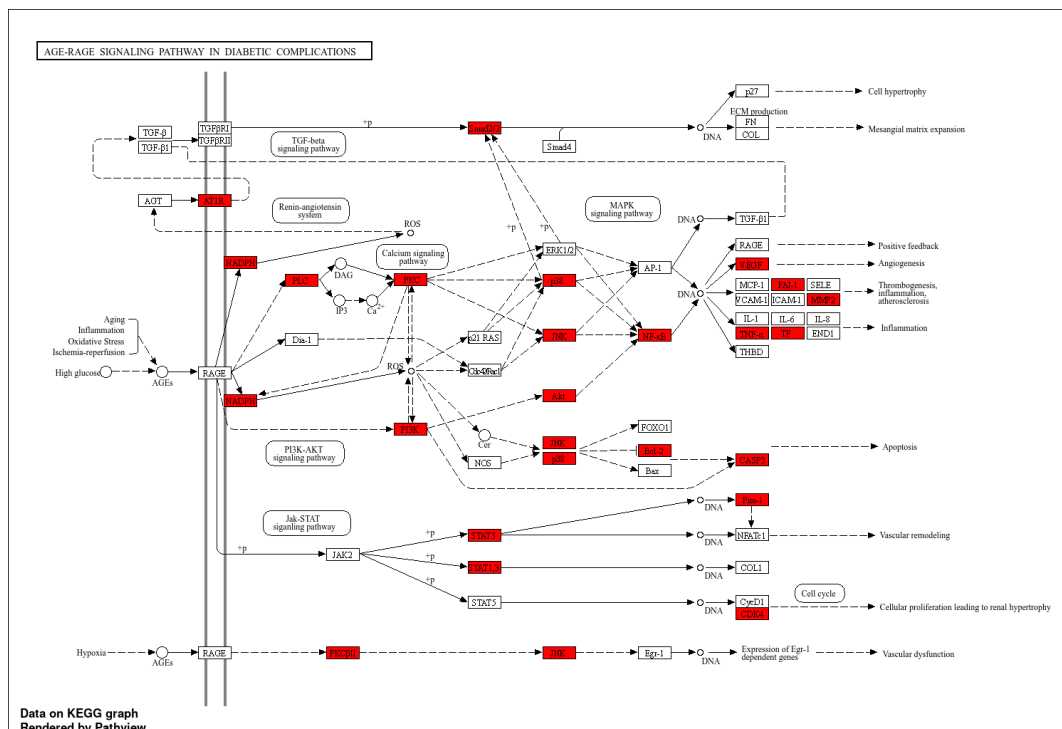 AGE-RAGE SIGNALING PATHWAY IN DIABETIC COMPLICATIONS
p27
Cell hypertrophy
ECM production
TGF-β
TGF-β1
TGFβRI
TGFβRII
+p
TGF-beta
signaling pathway
Smad2/3
Smad4
DNA
FN
COL
Mesangial matrix expansion
AGT
AT1R
Renin-angiotensin
system
ROS
MAPK
signaling pathway
+p
+p
DNA
TGF-β1
NADPH
Calcium signaling
pathway
ERK1/2
AP-1
RAGE
Positive feedback
PLC
DAG
IP3
Ca2+
PKC
p38
VEGF
Angiogenesis
DNA
MCP-1
PAI-1
SELE
VCAM-1
ICAM-1
MMP2
Thrombogenesis,
inflammation,
atherosclerosis
Dia-1
p21 RAS
JNK
NF-κB
IL-1
IL-6
IL-8
TNF-α
TF
END1
Inflammation
THBD
Aging
Inflammation
Oxidative Stress
Ischemia-reperfusion
High glucose
AGEs
RAGE
ROS
NADPH
Akt
PI3K
PI3K-AKT
signaling pathway
Cer
NOS
JNK
p38
FOXO1
Bcl-2
Bax
CASP3
Apoptosis
Jak-STAT
siganling pathway
+p
JAK2
+p
STAT3
DNA
Pim-1
DNA
NFATc1
Vascular remodeling
+p
STAT1,3
DNA
COL1
+p
STAT5
DNA
CycD1
CDK4
Cell cycle
Cellular proliferation leading to renal hypertrophy
Hypoxia
AGEs
RAGE
PKCβII
JNK
Egr-1
DNA
Expression of Egr-1
dependent genes
Vascular dysfunction
Data on KEGG graph
Rendered by Pathview